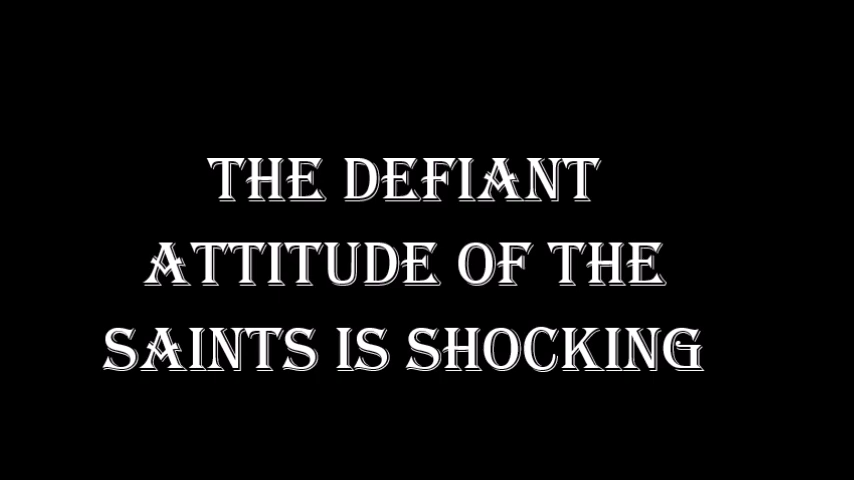 THE DEFIANT
ATTITUDE OF THE
SAINTS IS SHOCKING